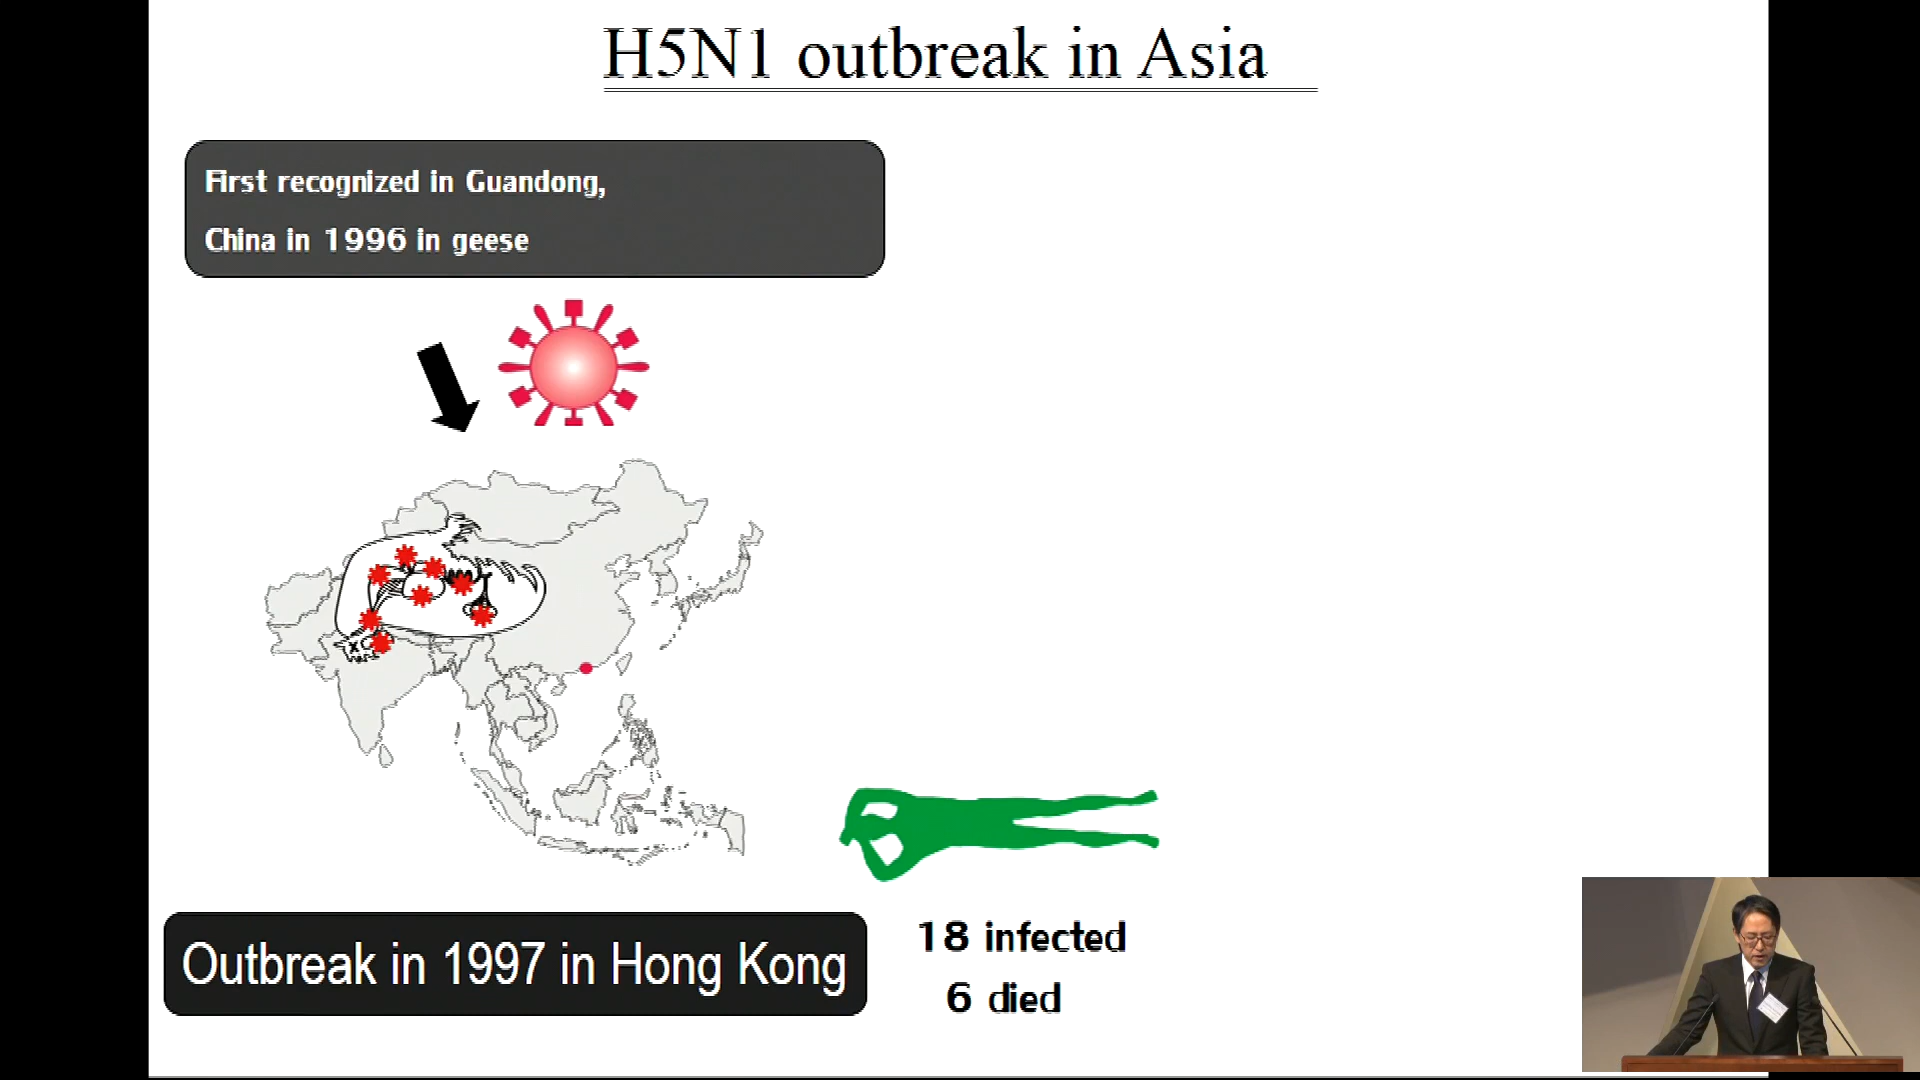 H5N1 outbreak in Asia
First recognized in Guandong,
China in 1996 in geese
Outbreak in 1997 in Hong Kong
18 infected
6 died